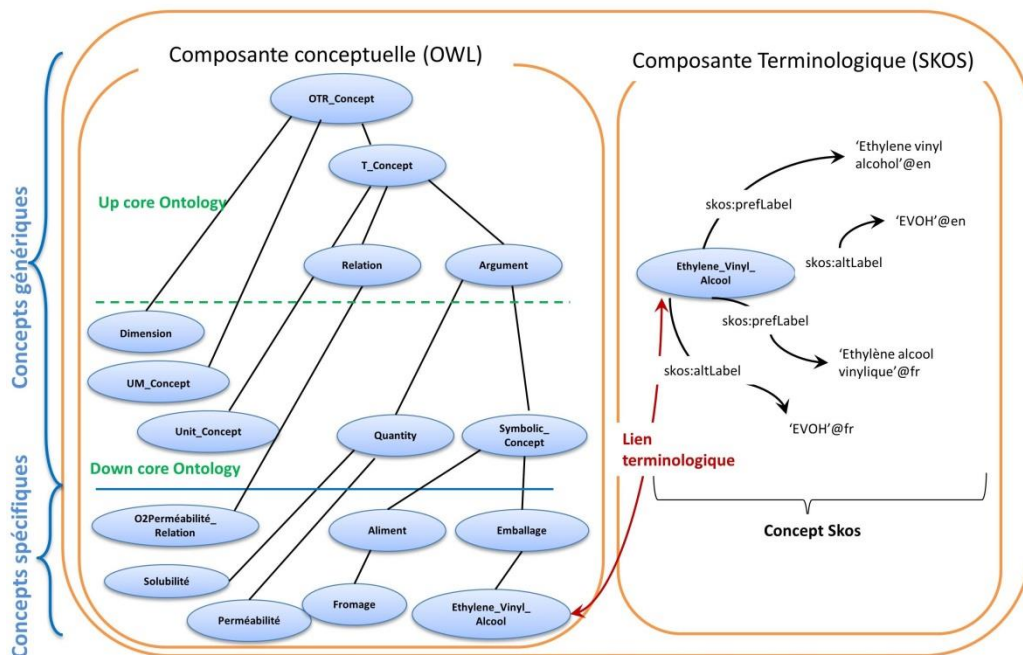 Composante conceptuelle (OWL)
OTR_Concept
T_Concept
Up core Ontology
Relation
Argument
Dimension
UM_Concept
Unit_Concept
Quantity
Symbolic_
Concept
Down core Ontology
O2Perméabilité_
Relation
Aliment
Emballage
Solubilité
Perméabilité
Fromage
Ethylene_Vinyl_
Alcool
Concepts génériques
Concepts spécifiques
Composante Terminologique (SKOS)
‘Ethylene vinyl
alcohol’@en
skos:prefLabel
‘EVOH’@en
skos:altLabel
Ethylene_Vinyl_
Alcool
skos:prefLabel
‘Ethylène alcool
vinylique’@fr
skos:altLabel
‘EVOH’@fr
Lien
terminologique
Concept Skos